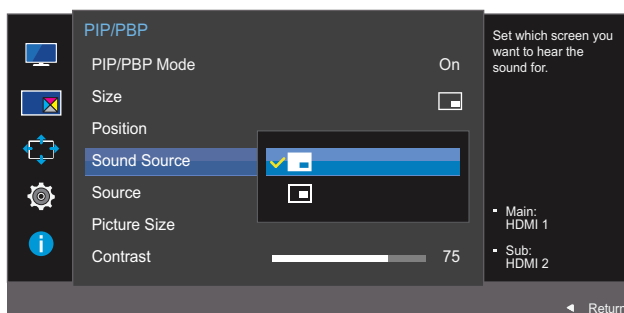 PIP/PBP
PIP/PBP Mode On
Size
Position
Sound Source
Source
Picture Size
Contrast 75
Set which screen you
want to hear the
sound for.
Main:
HDMI 1
Sub:
HDMI 2
Return